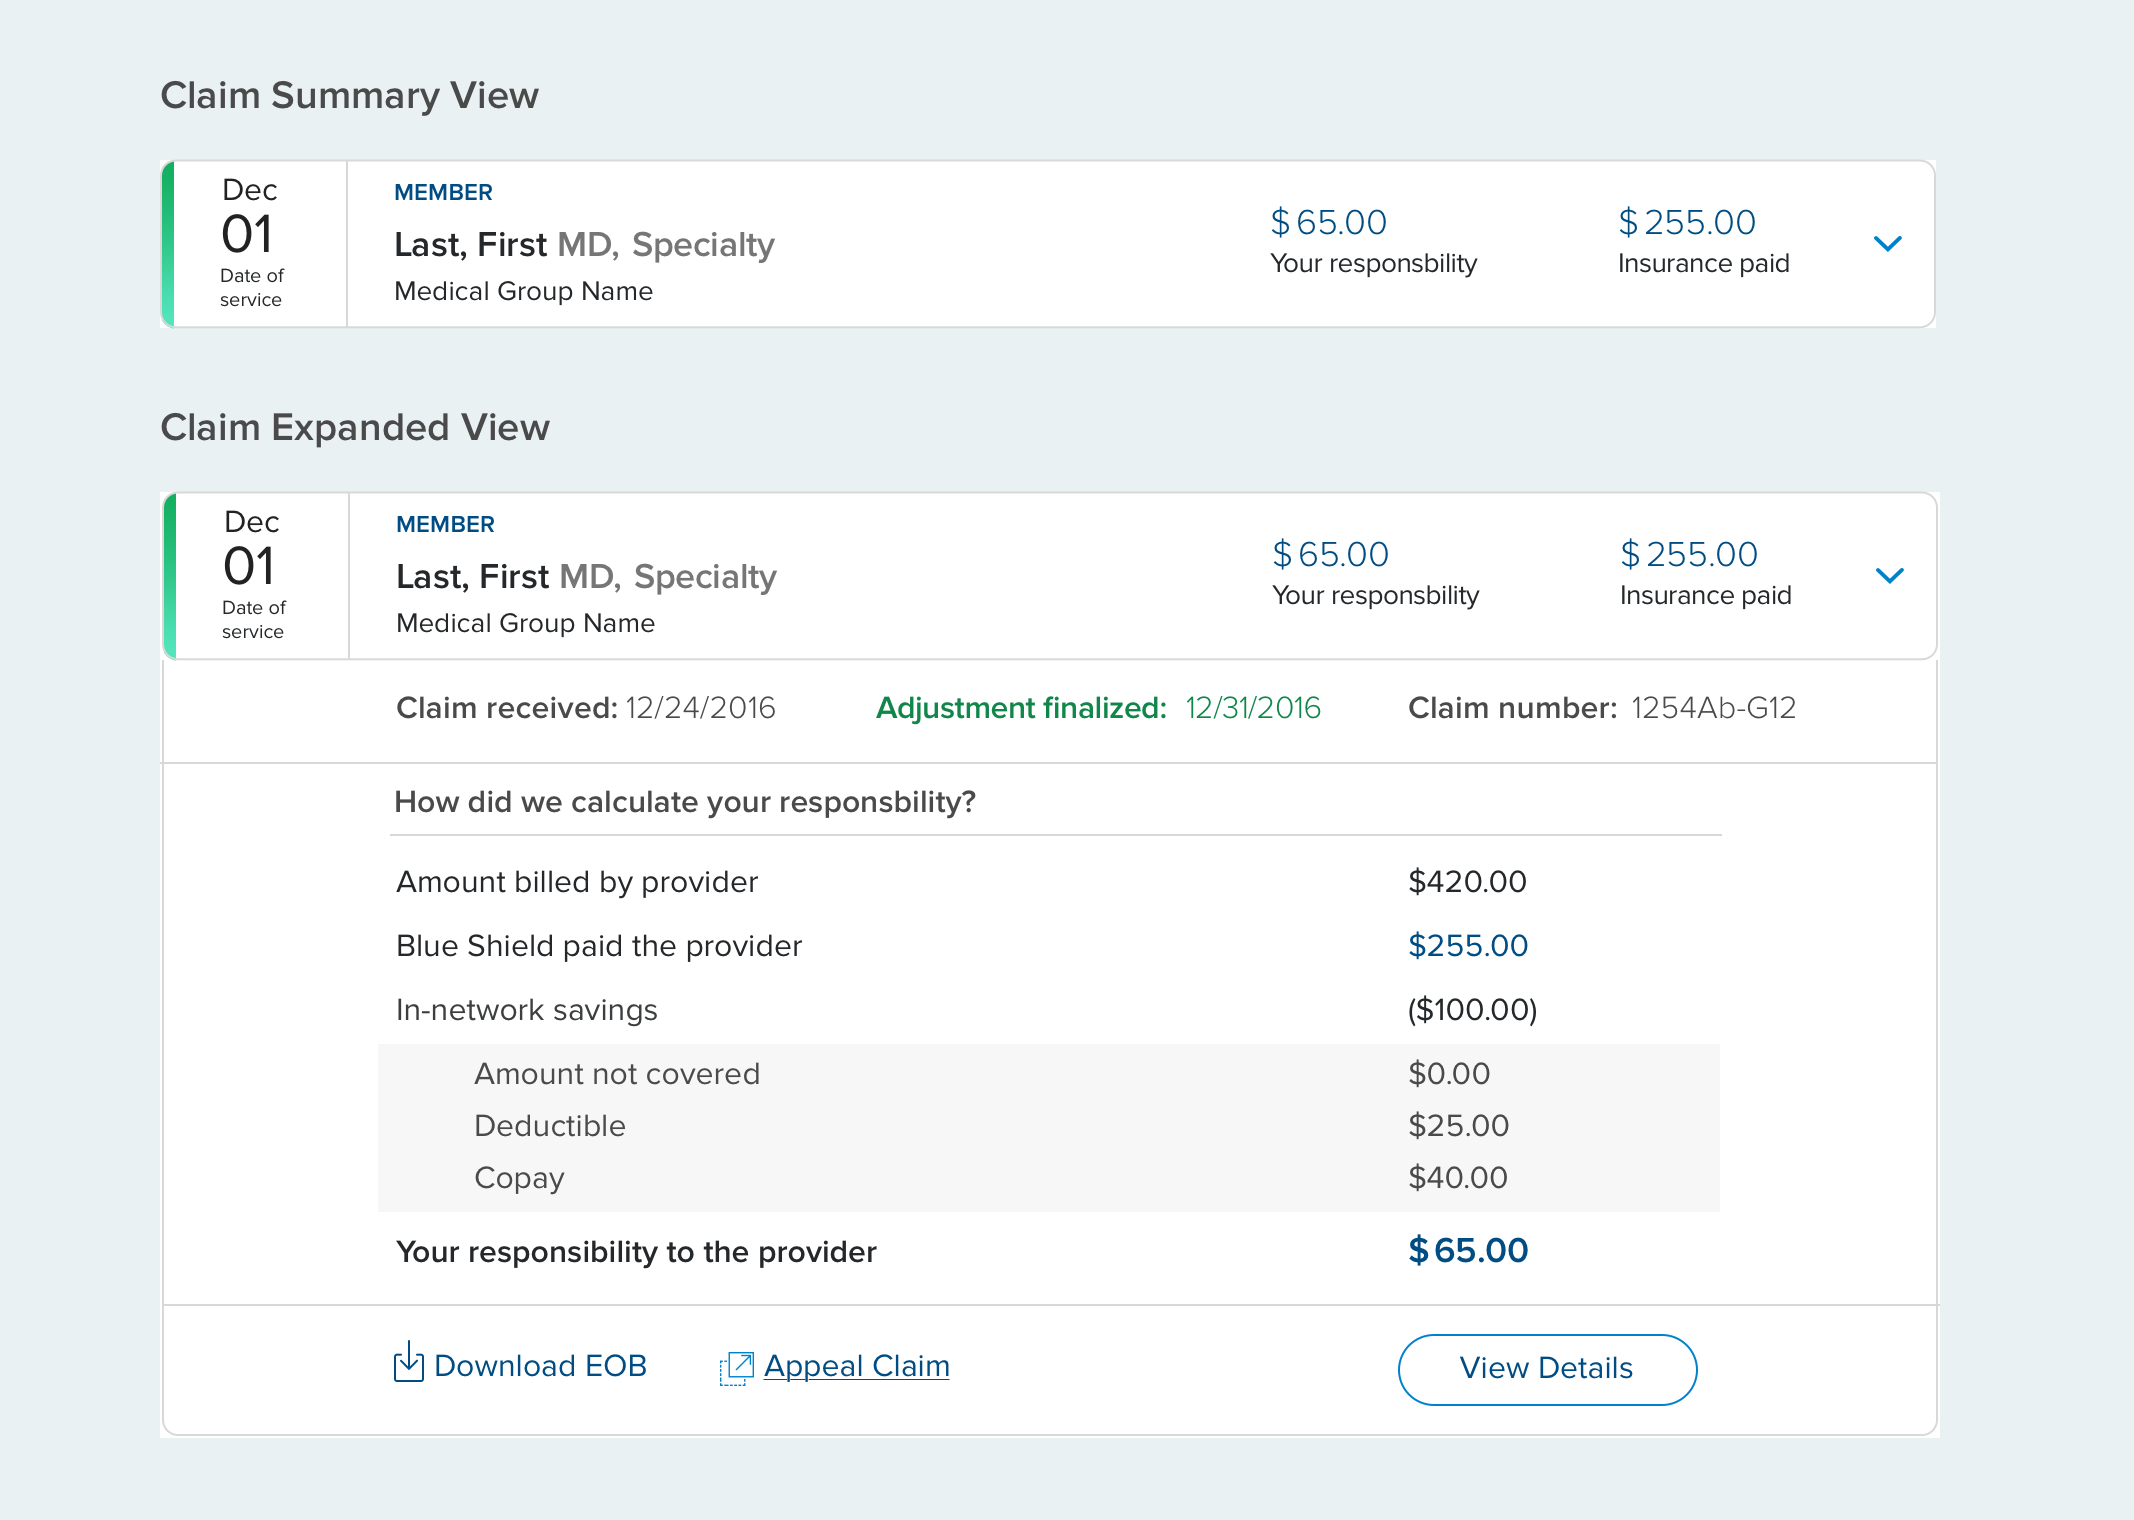 Claim Summary View
Dec
01
Date of
service
MEMBER
Last, First MD, Specialty
Medical Group Name
$ 65.00
Your responsbility
$ 255.00
Insurance paid
Claim Expanded View
Dec
01
Date of
service
MEMBER
Last, First MD, Specialty
Medical Group Name
$ 65.00
Your responsbility
$ 255.00
Insurance paid
Claim received: 12/24/2016 Adjustment finalized: 12/31/2016 Claim number: 1254Ab-G12
How did we calculate your responsbility?
Amount billed by provider $420.00
Blue Shield paid the provider $255.00
In-network savings ($100.00)
Amount not covered $0.00
Deductible $25.00
Copay $40.00
Your responsibility to the provider $ 65.00
Download EOB Appeal Claim View Details